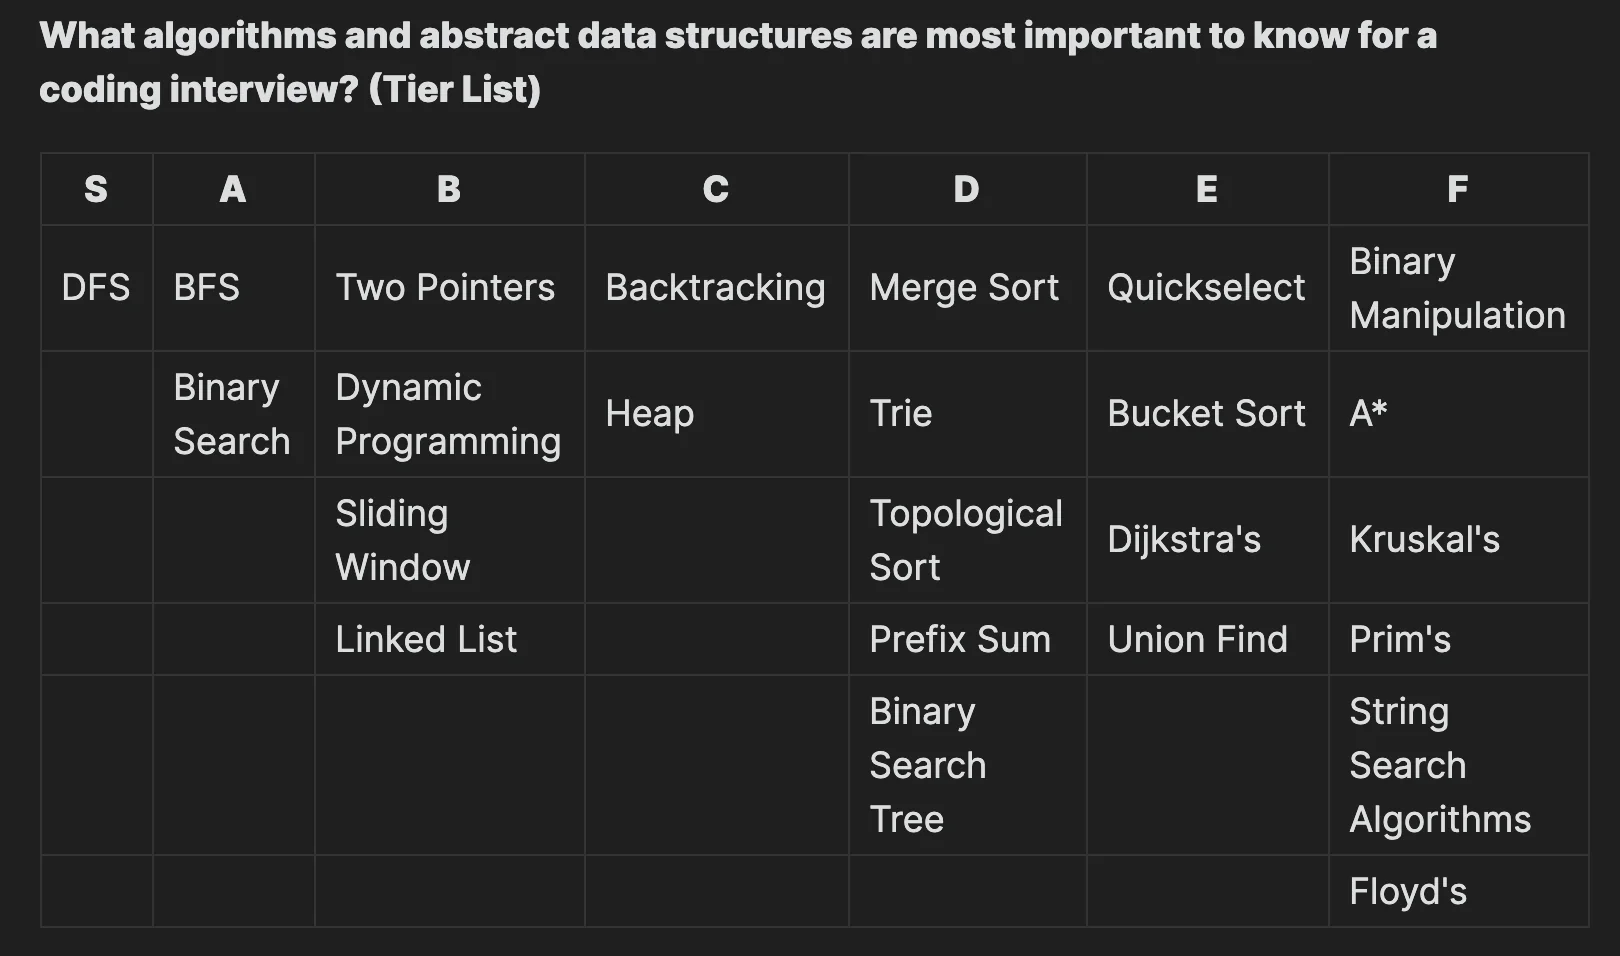 What algorithms and abstract data structures are most important to know for a
coding interview? (Tier List)
S A B C D E F
DFS BFS Two Pointers Backtracking Merge Sort Quickselect Binary
Manipulation
Binary Dynamic Heap Trie Bucket Sort A*
Search Programming
Sliding Topological Dijkstra's Kruskal's
Window Sort
Linked List Prefix Sum Union Find Prim's
Binary String
Search Search
Tree Algorithms
Floyd's